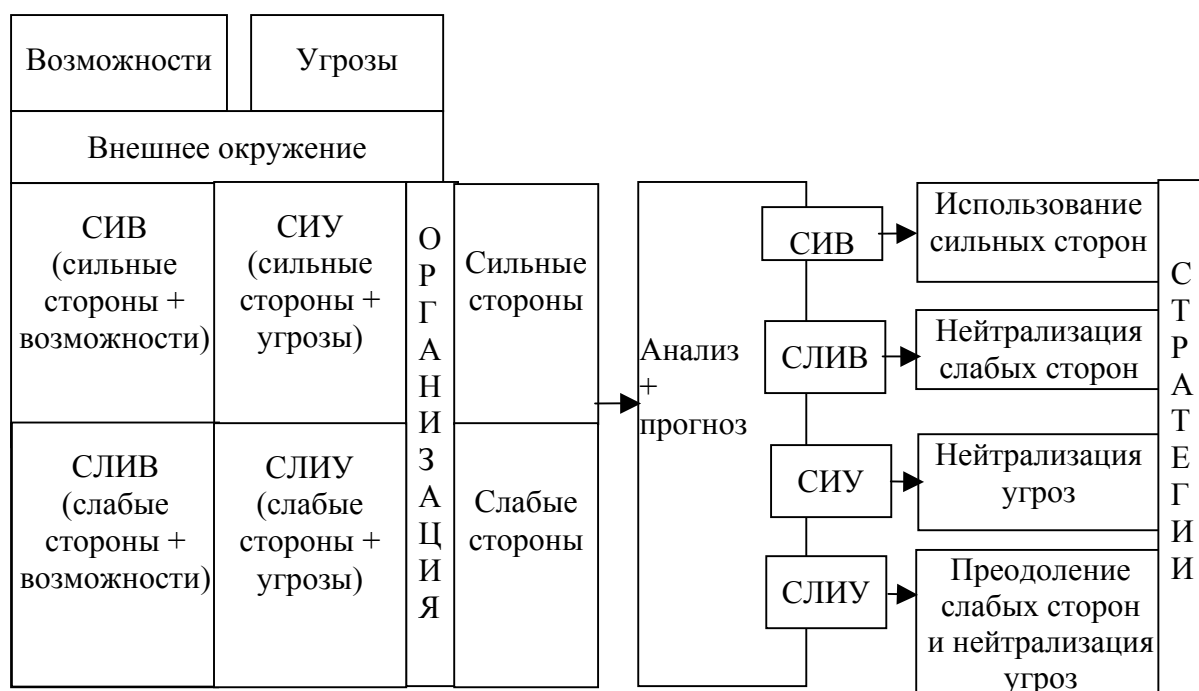 Возможности
Угрозы
Внешнее окружение
СИВ
(сильные
стороны +
возможности)
СИУ
(сильные
стороны +
угрозы)
СЛИВ
(слабые
стороны +
возможности)
СЛИУ
(слабые
стороны +
угрозы)
О
Р
Г
А
Н
И
З
А
Ц
И
Я
Сильные
стороны
Слабые
стороны
Анализ
+
прогноз
СИВ
Использование
сильных сторон
СЛИВ
Нейтрализация
слабых сторон
СИУ
Нейтрализация
угроз
СЛИУ
Преодоление
слабых сторон
и нейтрализация
угроз
С
Т
Р
А
Т
Е
Г
И
И